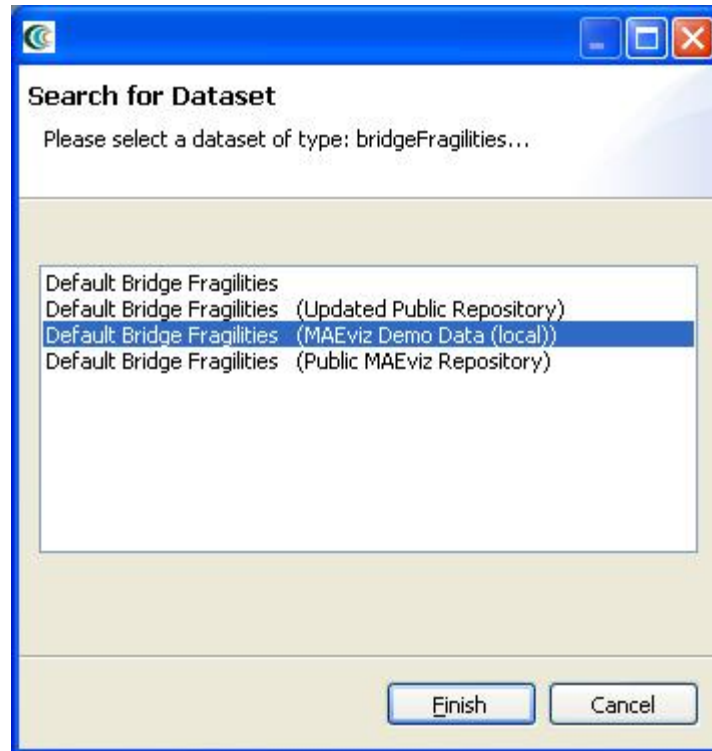 Search for Dataset
Please select a dataset of type: bridgeFragilities...
Default Bridge Fragilities
Default Bridge Fragilities (Updated Public Repository)
Default Bridge Fragilities (MAEviz Demo Data (local))
Default Bridge Fragilities (Public MAEviz Repository)
Finish Cancel